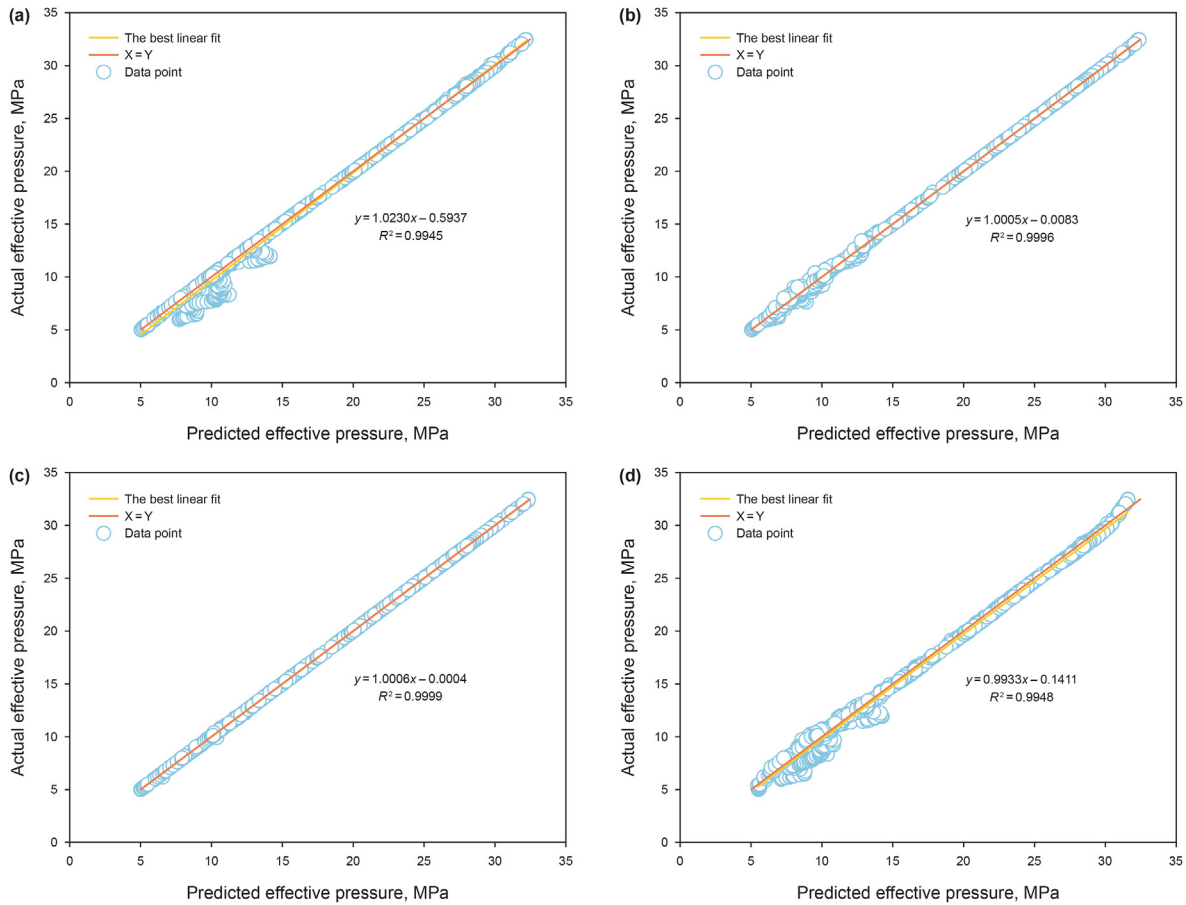 (a)
The best linear fit
X = Y
Data point
y = 1.0230x – 0.5937
R² = 0.9945
Actual effective pressure, MPa
35
30
25
20
15
10
5
0
0 5 10 15 20 25 30 35
Predicted effective pressure, MPa
(b)
The best linear fit
X = Y
Data point
y = 1.0005x – 0.0083
R² = 0.9996
Actual effective pressure, MPa
35
30
25
20
15
10
5
0
0 5 10 15 20 25 30 35
Predicted effective pressure, MPa
(c)
The best linear fit
X = Y
Data point
y = 1.0006x – 0.0004
R² = 0.9999
Actual effective pressure, MPa
35
30
25
20
15
10
5
0
0 5 10 15 20 25 30 35
Predicted effective pressure, MPa
(d)
The best linear fit
X = Y
Data point
y = 0.9933x – 0.1411
R² = 0.9948
Actual effective pressure, MPa
35
30
25
20
15
10
5
0
0 5 10 15 20 25 30 35
Predicted effective pressure, MPa